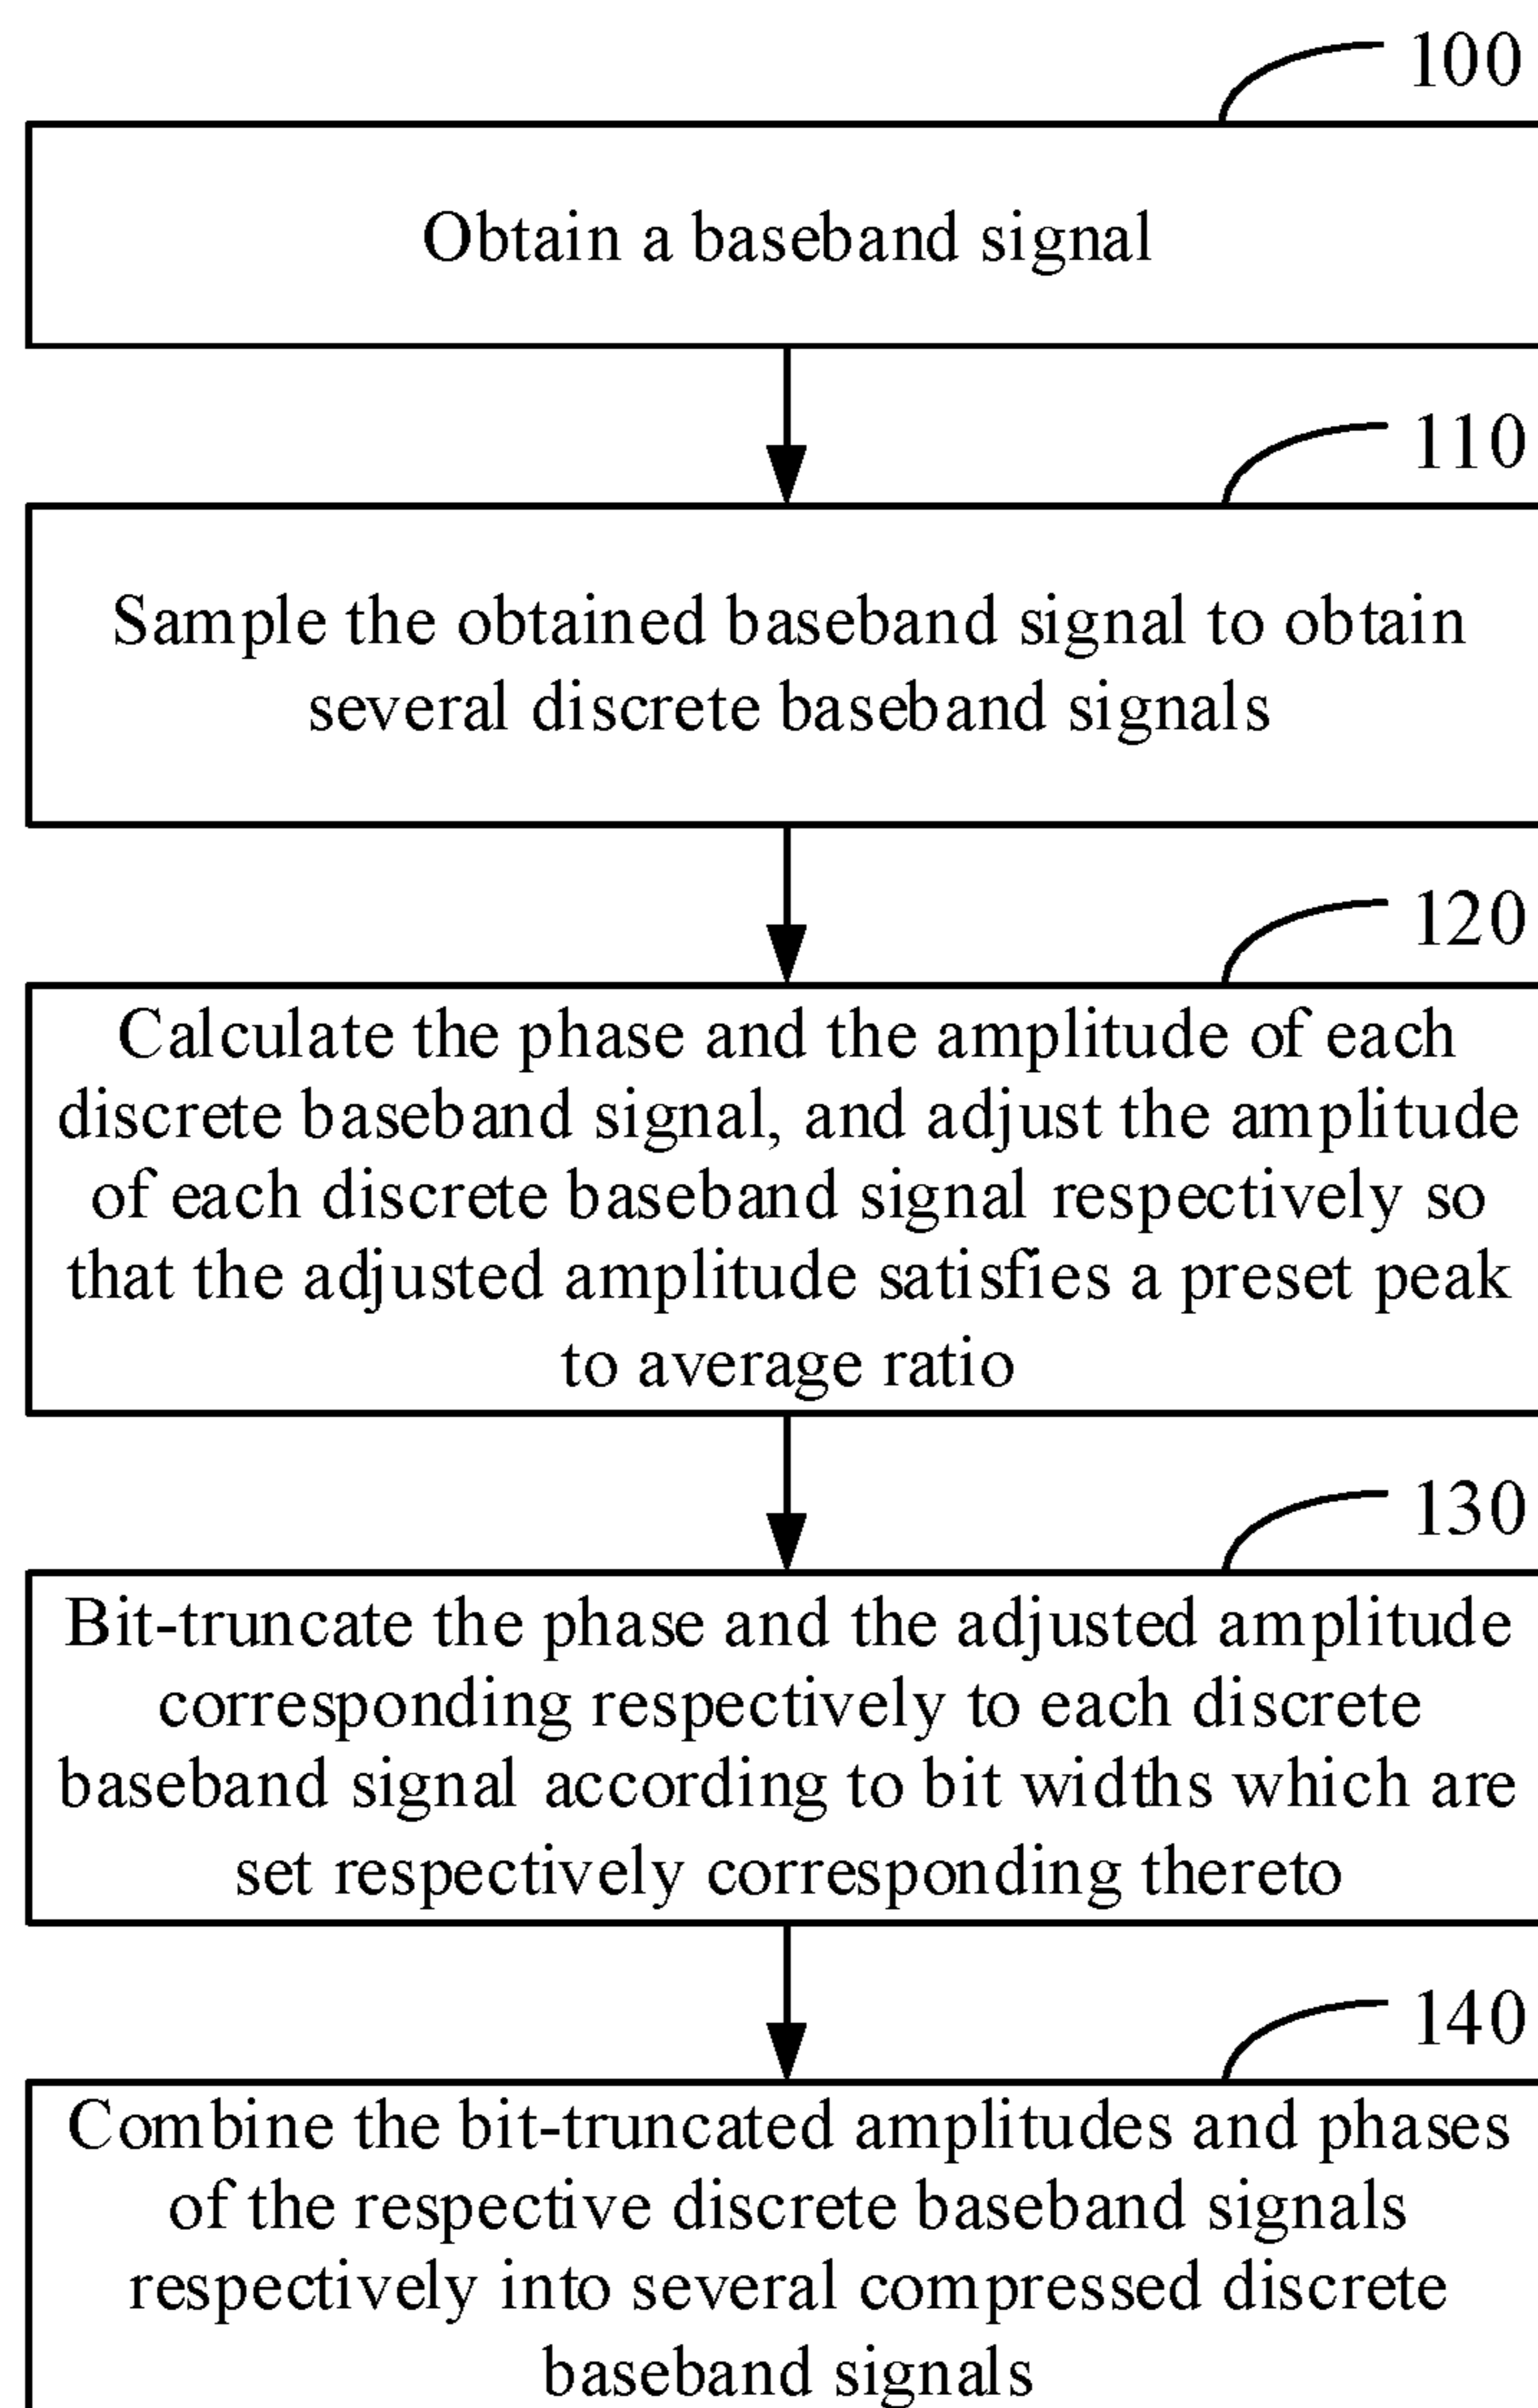 100
Obtain a baseband signal
110
Sample the obtained baseband signal to obtain
several discrete baseband signals
120
Calculate the phase and the amplitude of each
discrete baseband signal, and adjust the amplitude
of each discrete baseband signal respectively so
that the adjusted amplitude satisfies a preset peak
to average ratio
130
Bit-truncate the phase and the adjusted amplitude
corresponding respectively to each discrete
baseband signal according to bit widths which are
set respectively corresponding thereto
140
Combine the bit-truncated amplitudes and phases
of the respective discrete baseband signals
respectively into several compressed discrete
baseband signals